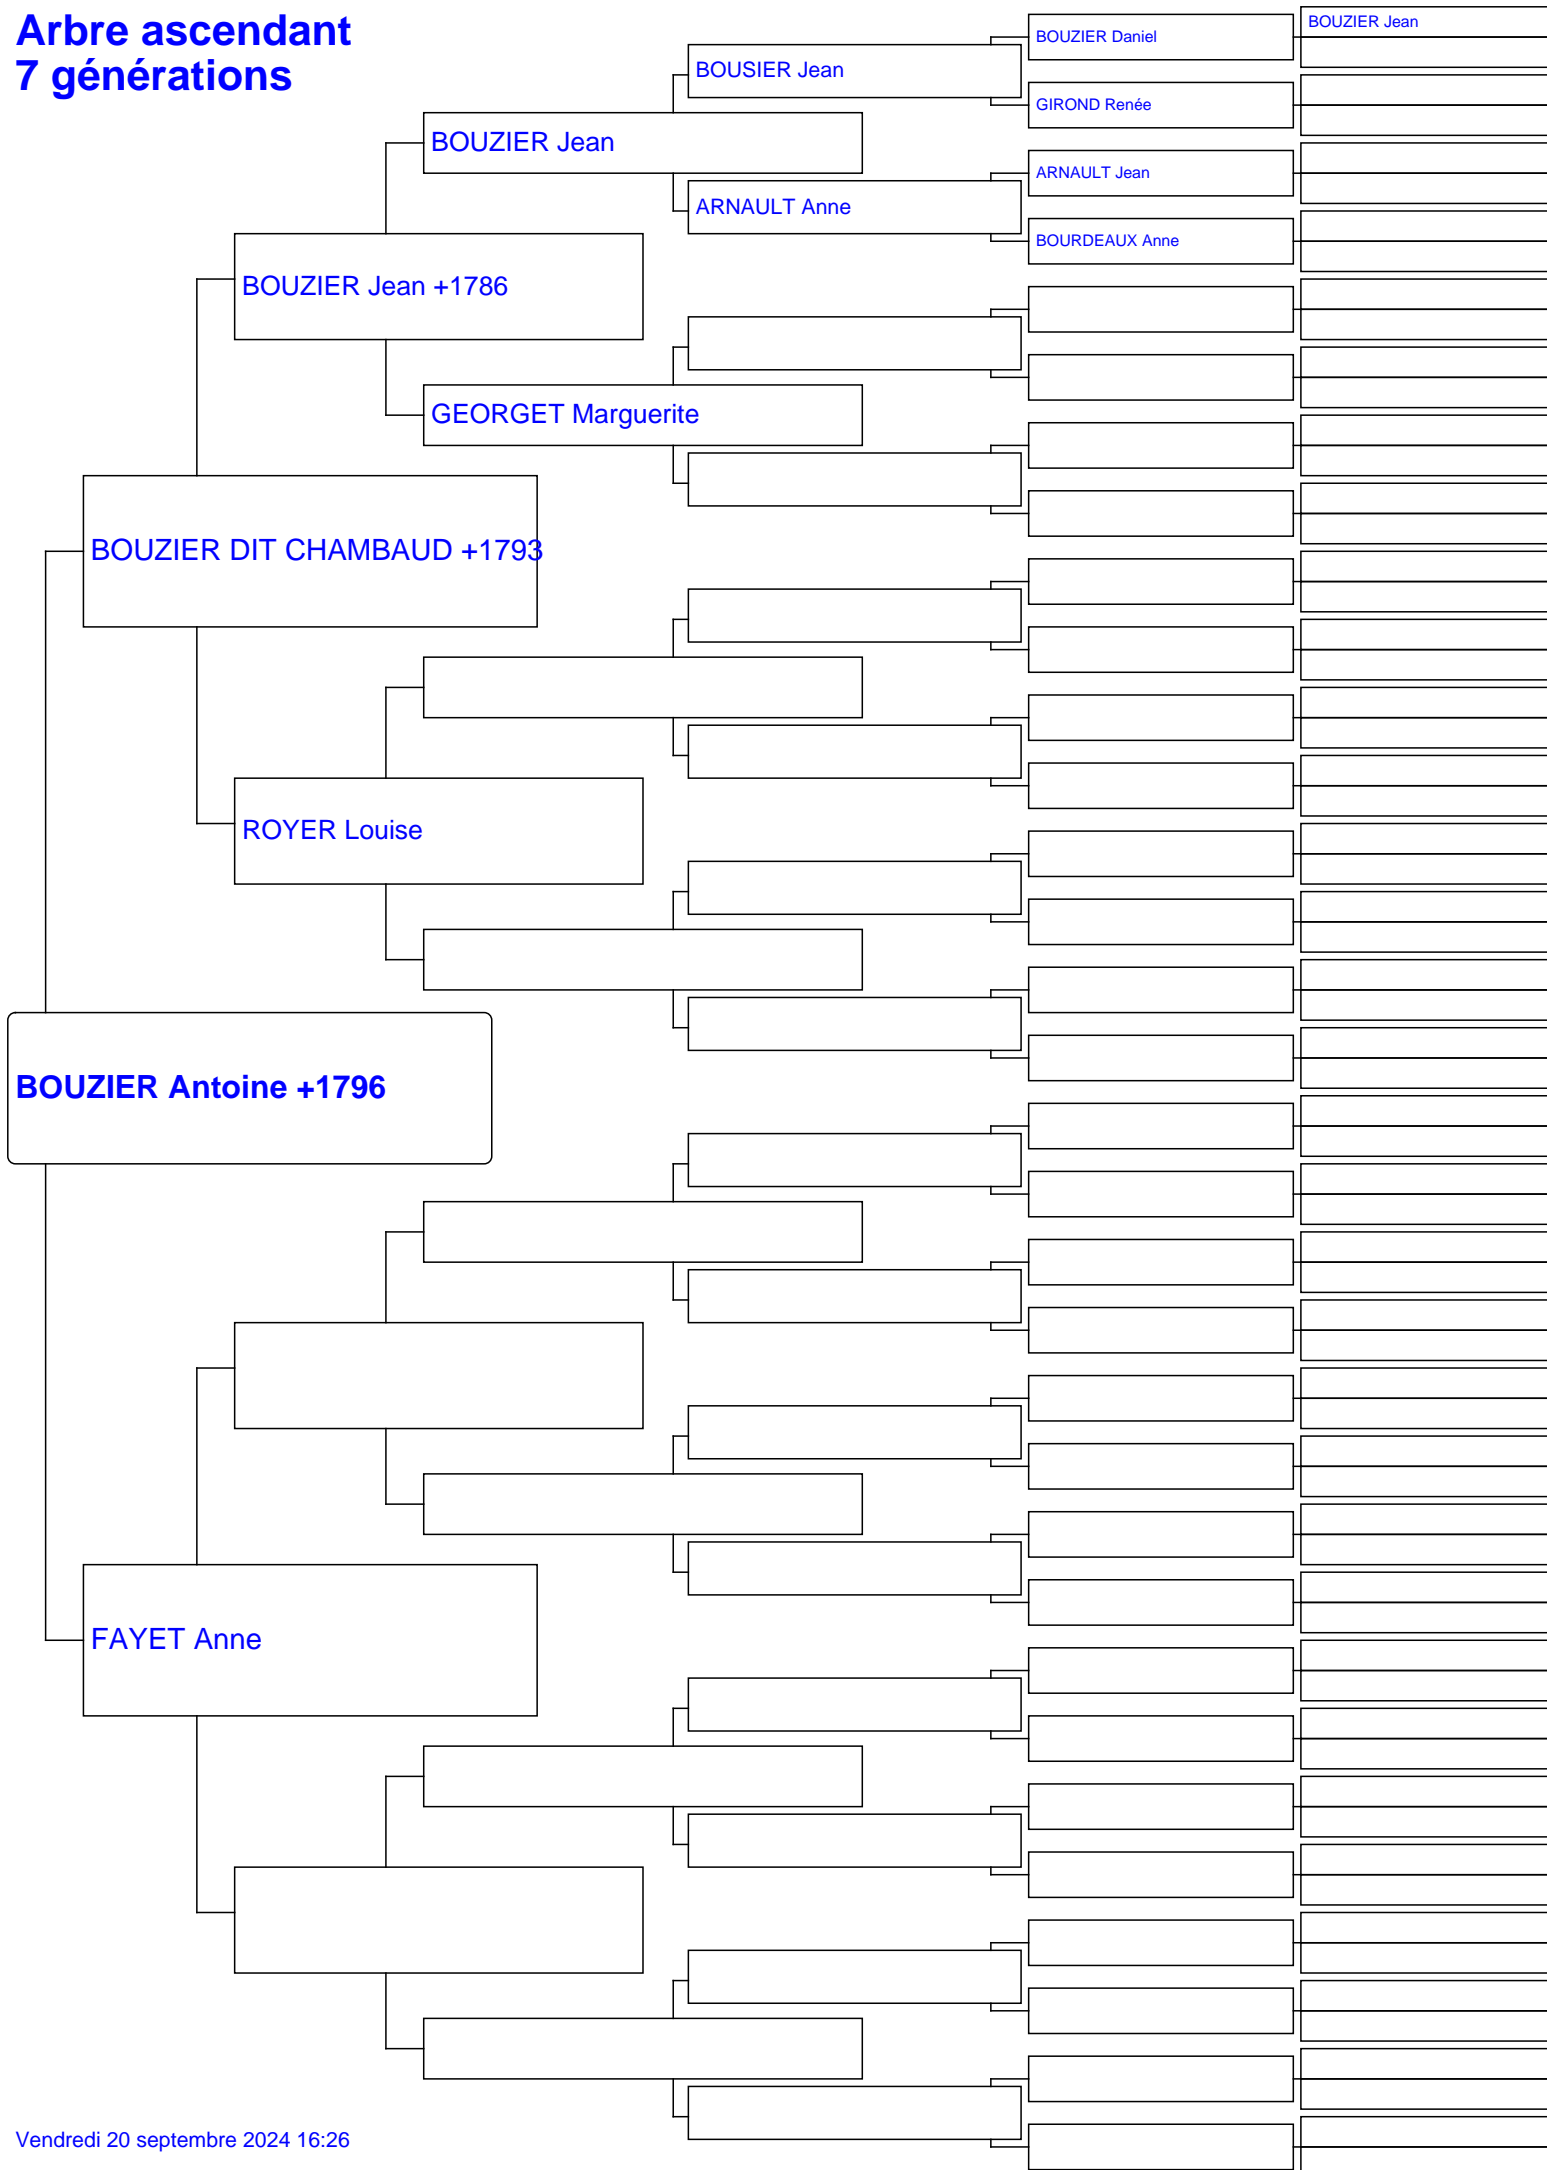 Arbre ascendant
7 générations
BOUZIER Jean
BOUZIER Daniel
BOUSIER Jean
GIROND Renée
BOUZIER Jean
ARNAULT Jean
ARNAULT Anne
BOURDEAUX Anne
BOUZIER Jean +1786
GEORGET Marguerite
BOUZIER DIT CHAMBAUD +1793
ROYER Louise
BOUZIER Antoine +1796
FAYET Anne
Vendredi 20 septembre 2024 16:26